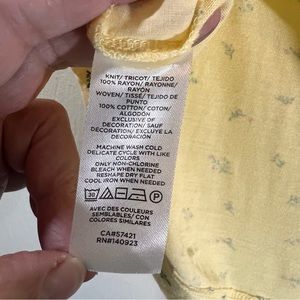 KNIT/ TRICOT/ TEJIDO
100% RAYON/ RAYONNE/
RAYÓN
WOVEN/ TISSÉ/ TEJIDO DE
PUNTO
100% COTTON/ COTON/
ALGODÓN
EXCLUSIVE OF
DECORATION/ SAUF
DECORATION/ EXCLUYE LA
DECORACIÓN
MACHINE WASH COLD
DELICATE CYCLE WITH LIKE
COLORS
ONLY NON-CHLORINE
BLEACH WHEN NEEDED
RESHAPE DRY FLAT
COOL IRON WHEN NEEDED
30 P
AVEC DES COULEURS
SEMBLABLES/ CON
COLORES SIMILARES
CA#57421
RN#140923